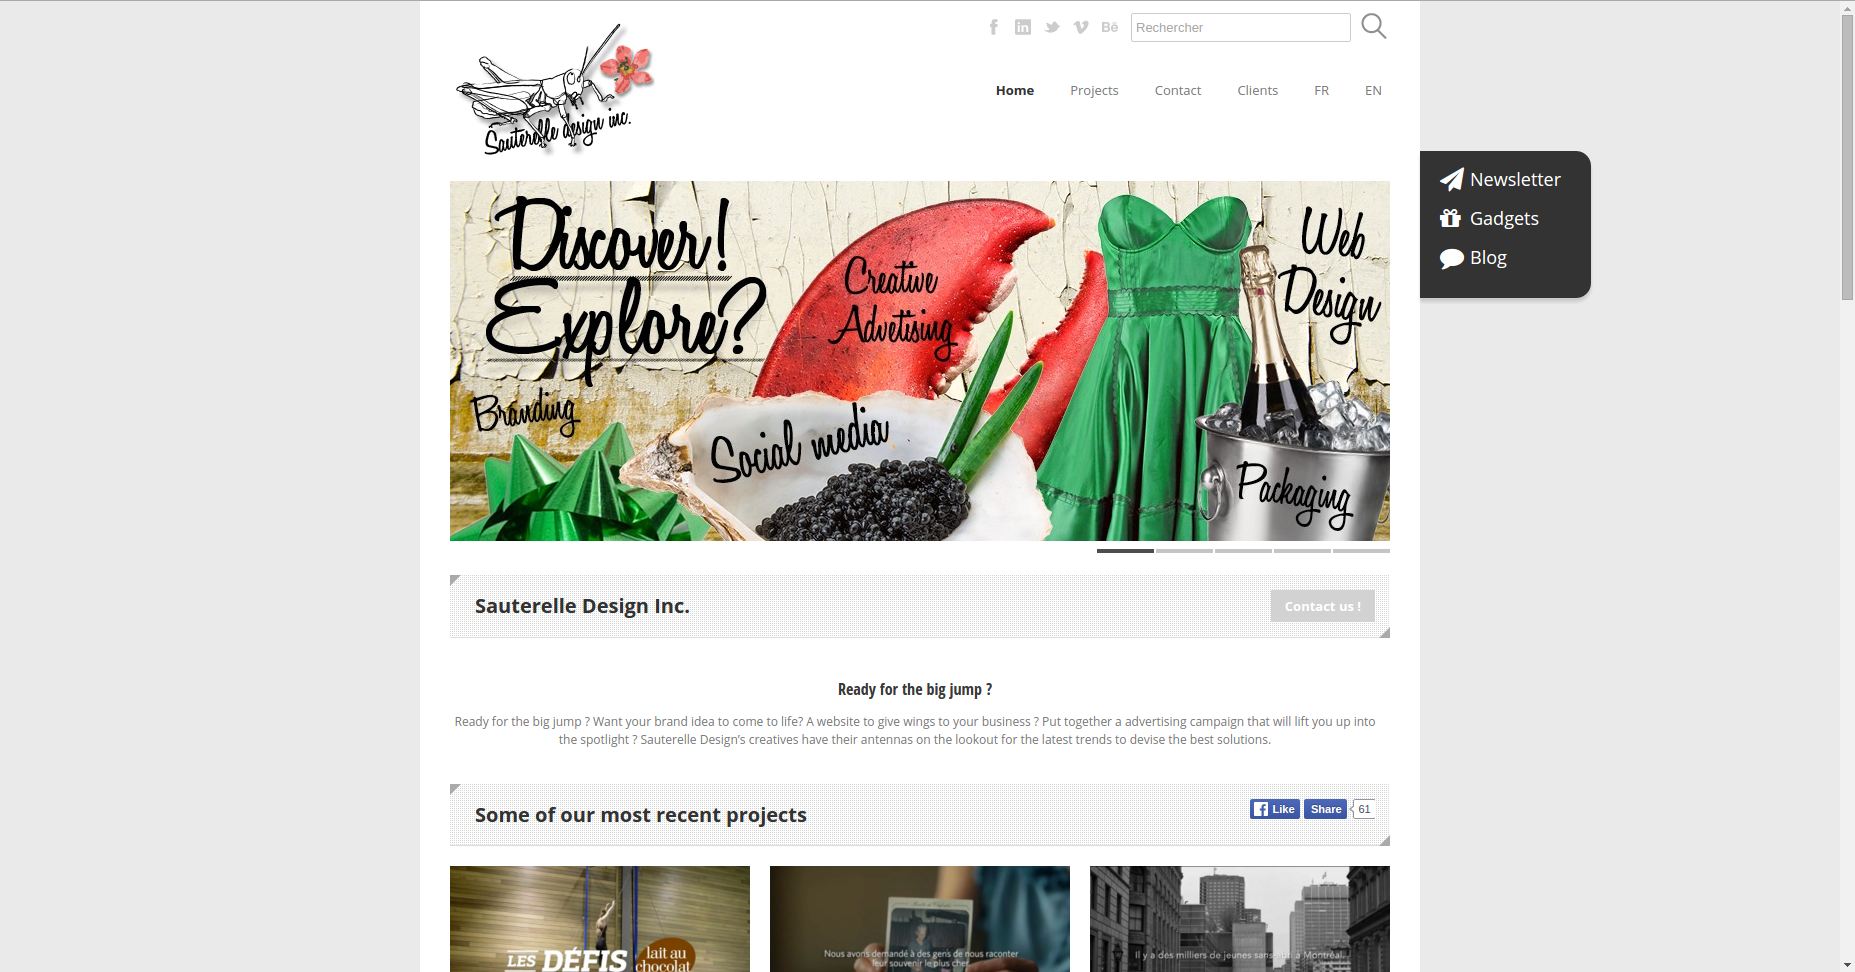 Sauterelle design inc.
f in Bē
Rechercher
Home Projects Contact Clients FR EN
Newsletter
Gadgets
Blog
Discover!
Explore?
Creative
Advetising
Web
Design
Branding
Social media
Packaging
Sauterelle Design Inc.
Contact us !
Ready for the big jump ?
Ready for the big jump ? Want your brand idea to come to life? A website to give wings to your business ? Put together a advertising campaign that will lift you up into
the spotlight ? Sauterelle Design’s creatives have their antennas on the lookout for the latest trends to devise the best solutions.
Some of our most recent projects
Like Share 61
LES DÉFIS
lait au
chocolat
Nous avons demandé à des gens de nous raconter
leur souvenir le plus cher.
Il y a des milliers de jeunes sans-abri à Montréal.